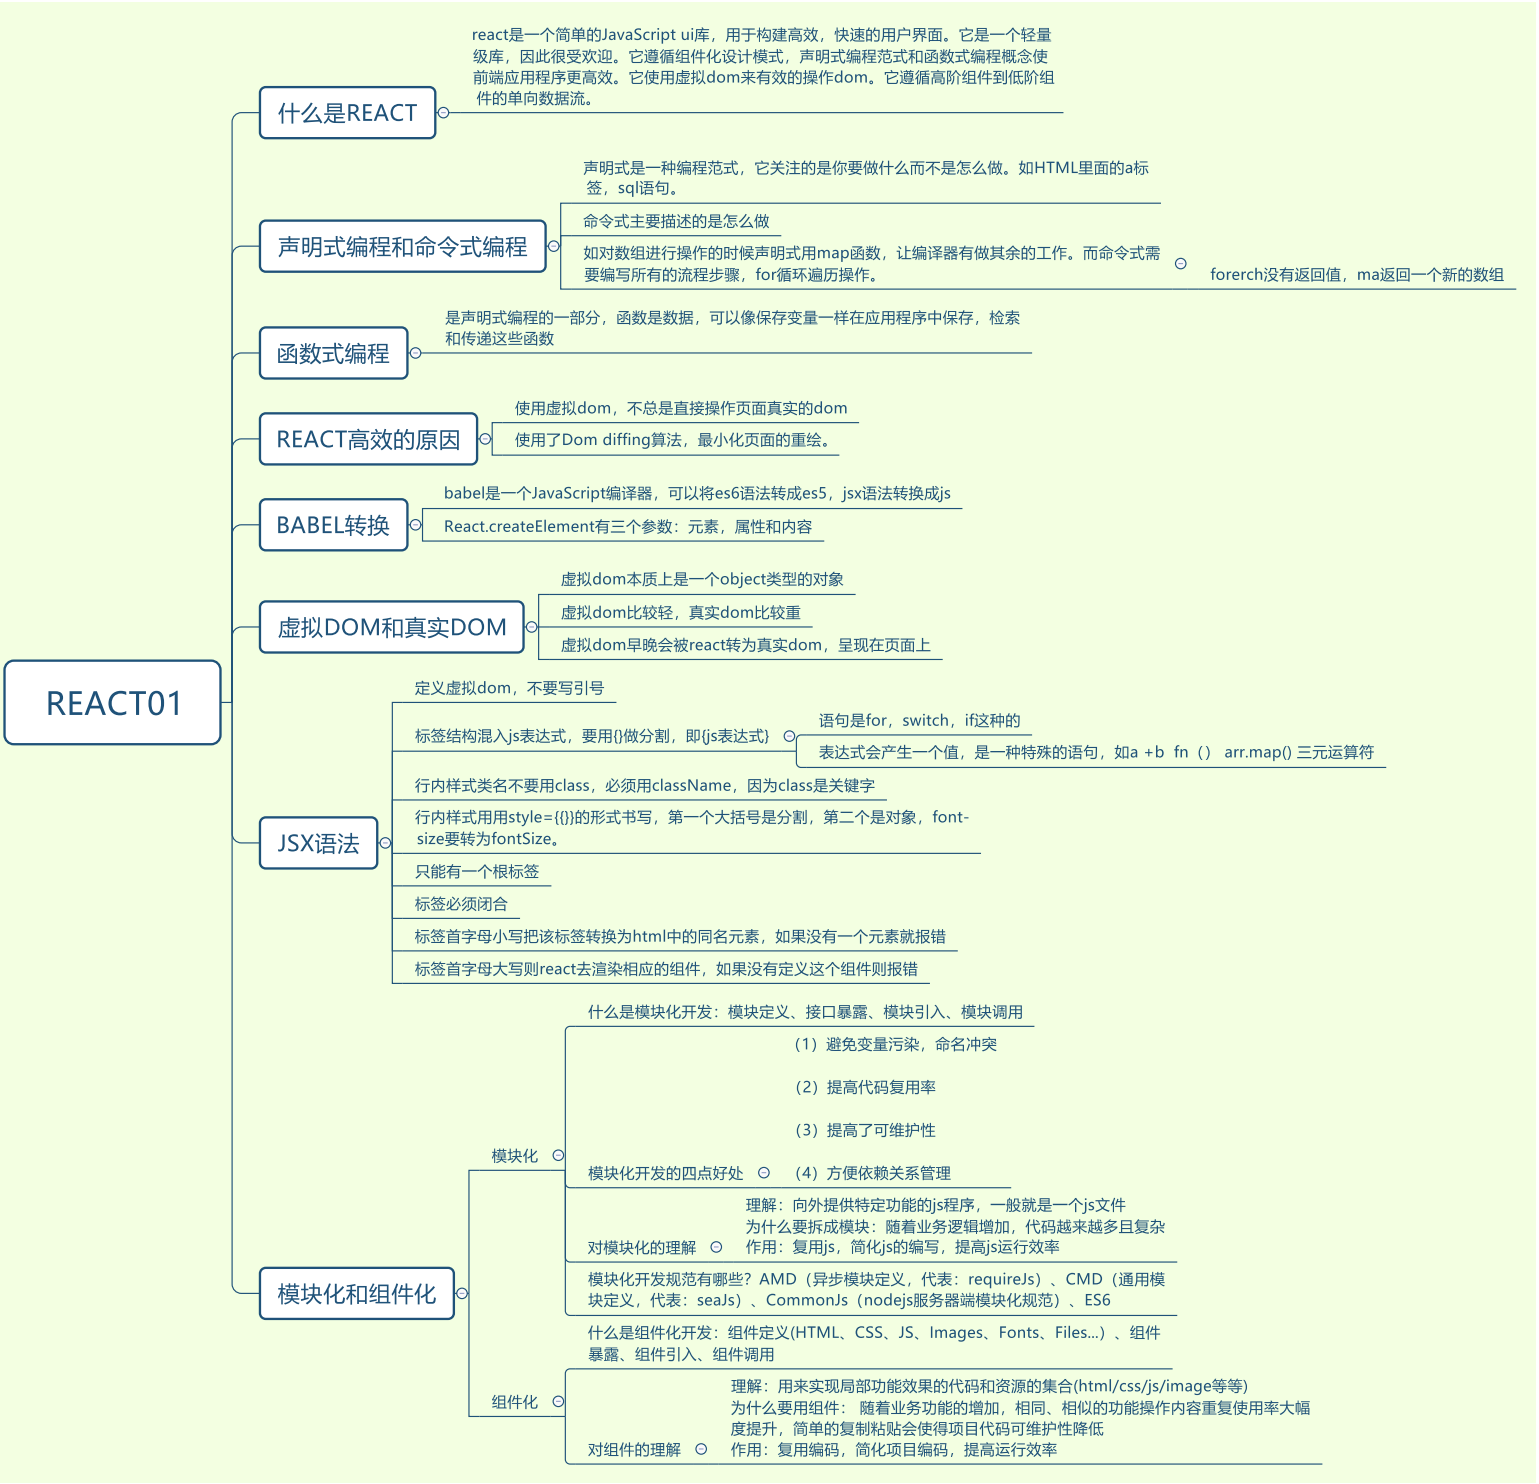 REACT01
什么是REACT
react是一个简单的JavaScript ui库，用于构建高效，快速的用户界面。它是一个轻量
级库，因此很受欢迎。它遵循组件化设计模式，声明式编程范式和函数式编程概念使
前端应用程序更高效。它使用虚拟dom来有效的操作dom。它遵循高阶组件到低阶组
件的单向数据流。
声明式编程和命令式编程
声明式是一种编程范式，它关注的是你要做什么而不是怎么做。如HTML里面的a标
签，sql语句。
命令式主要描述的是怎么做
如对数组进行操作的时候声明式用map函数，让编译器有做其余的工作。而命令式需
要编写所有的流程步骤，for循环遍历操作。
forerch没有返回值，ma返回一个新的数组
函数式编程
是声明式编程的一部分，函数是数据，可以像保存变量一样在应用程序中保存，检索
和传递这些函数
REACT高效的原因
使用虚拟dom，不总是直接操作页面真实的dom
使用了Dom diffing算法，最小化页面的重绘。
BABEL转换
babel是一个JavaScript编译器，可以将es6语法转成es5，jsx语法转换成js
React.createElement有三个参数：元素，属性和内容
虚拟DOM和真实DOM
虚拟dom本质上是一个object类型的对象
虚拟dom比较轻，真实dom比较重
虚拟dom早晚会被react转为真实dom，呈现在页面上
JSX语法
定义虚拟dom，不要写引号
标签结构混入js表达式，要用{}做分割，即{js表达式}
语句是for，switch，if这种的
表达式会产生一个值，是一种特殊的语句，如a +b  fn（） arr.map() 三元运算符
行内样式类名不要用class，必须用className，因为class是关键字
行内样式用用style={{}}的形式书写，第一个大括号是分割，第二个是对象，font-
size要转为fontSize。
只能有一个根标签
标签必须闭合
标签首字母小写把该标签转换为html中的同名元素，如果没有一个元素就报错
标签首字母大写则react去渲染相应的组件，如果没有定义这个组件则报错
模块化和组件化
模块化
什么是模块化开发：模块定义、接口暴露、模块引入、模块调用
模块化开发的四点好处
（1）避免变量污染，命名冲突
（2）提高代码复用率
（3）提高了可维护性
（4）方便依赖关系管理
对模块化的理解
理解：向外提供特定功能的js程序，一般就是一个js文件
为什么要拆成模块：随着业务逻辑增加，代码越来越多且复杂
作用：复用js，简化js的编写，提高js运行效率
模块化开发规范有哪些？AMD（异步模块定义，代表：requireJs）、CMD（通用模
块定义，代表：seaJs）、CommonJs（nodejs服务器端模块化规范）、ES6
组件化
什么是组件化开发：组件定义(HTML、CSS、JS、Images、Fonts、Files...）、组件
暴露、组件引入、组件调用
对组件的理解
理解：用来实现局部功能效果的代码和资源的集合(html/css/js/image等等)
为什么要用组件： 随着业务功能的增加，相同、相似的功能操作内容重复使用率大幅
度提升，简单的复制粘贴会使得项目代码可维护性降低
作用：复用编码，简化项目编码，提高运行效率